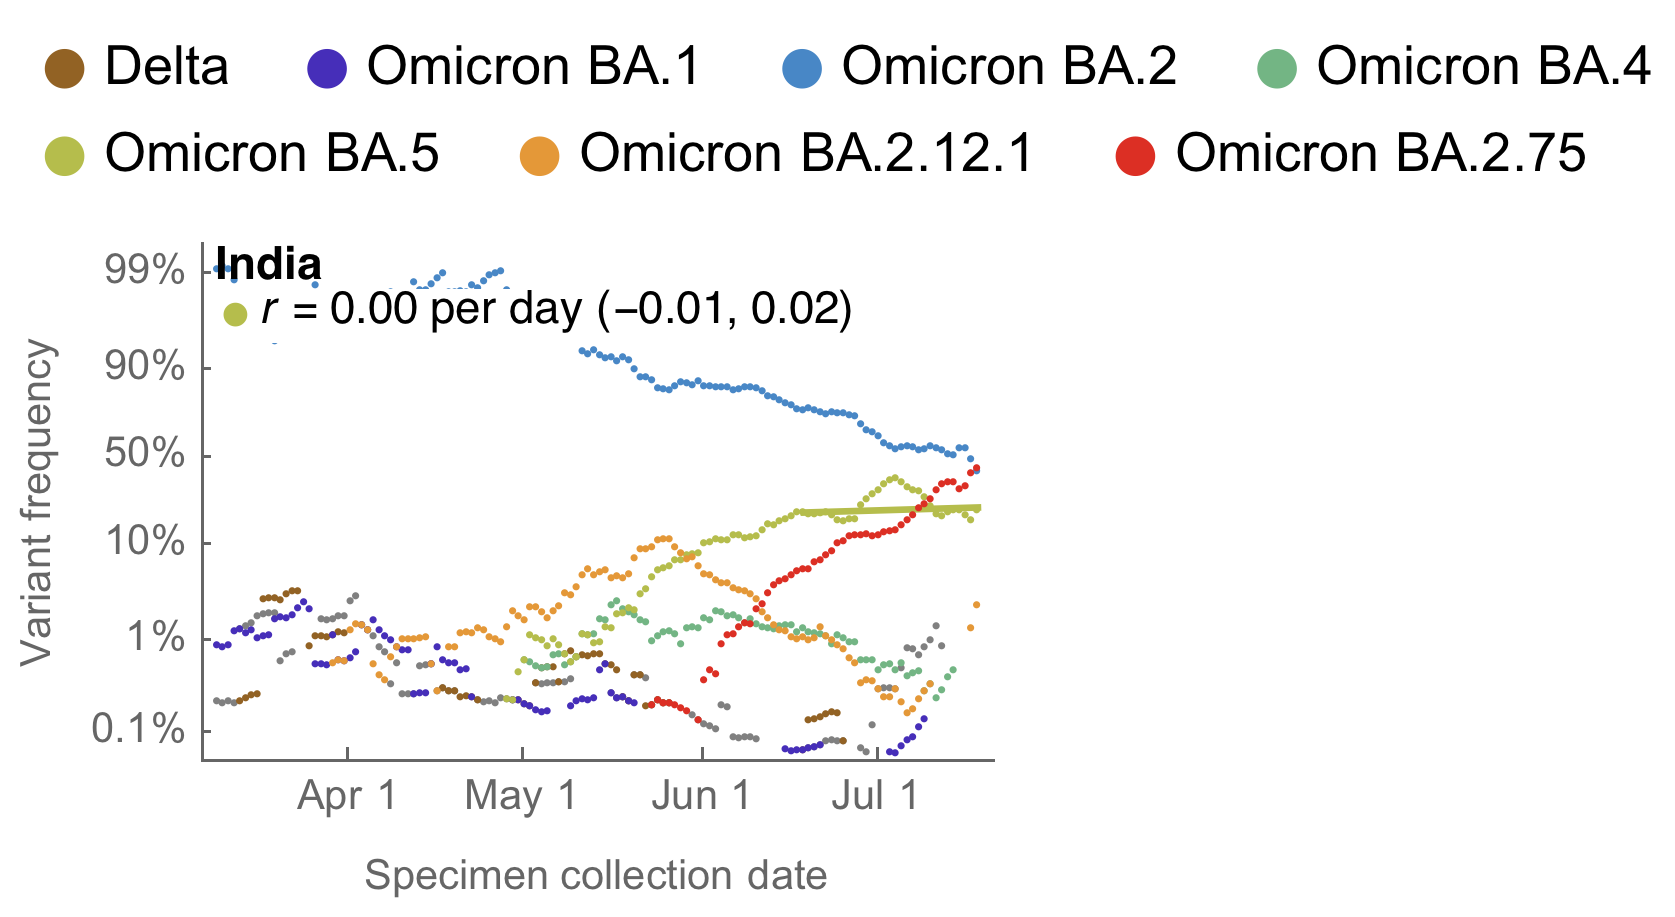 Delta Omicron BA.1 Omicron BA.2 Omicron BA.4
Omicron BA.5 Omicron BA.2.12.1 Omicron BA.2.75
India
r = 0.00 per day (−0.01, 0.02)
99%
90%
50%
10%
1%
0.1%
Variant frequency
Apr 1 May 1 Jun 1 Jul 1
Specimen collection date